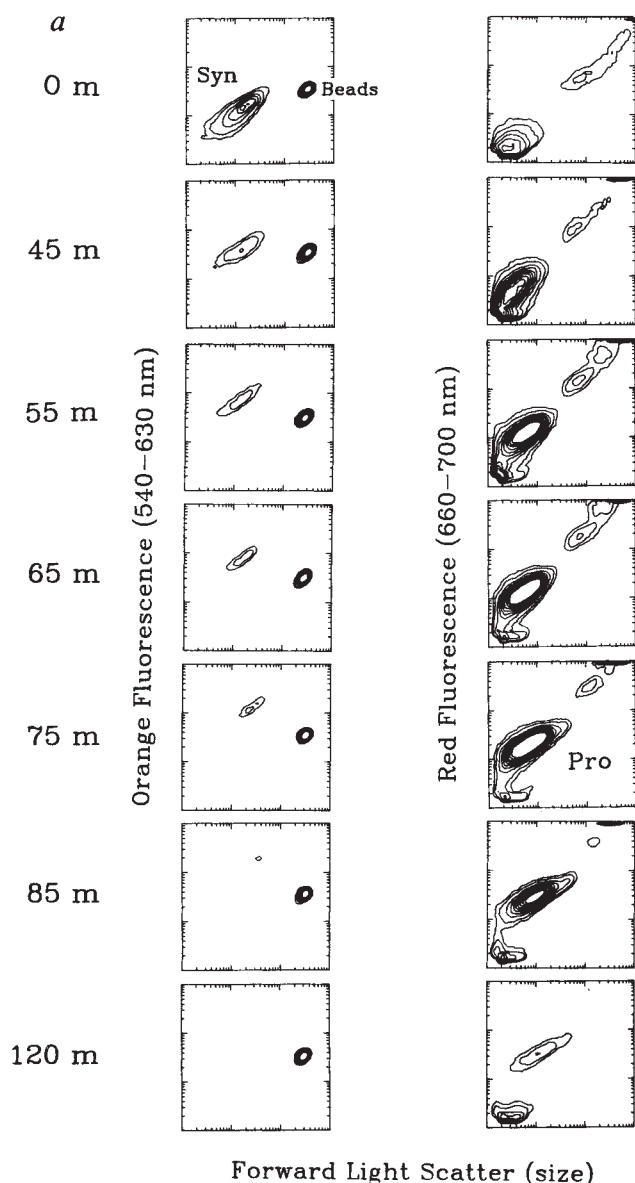 a
0 m
Syn
Beads
45 m
55 m
65 m
75 m
Pro
85 m
120 m
Orange Fluorescence (540–630 nm)
Red Fluorescence (660–700 nm)
Forward Light Scatter (size)